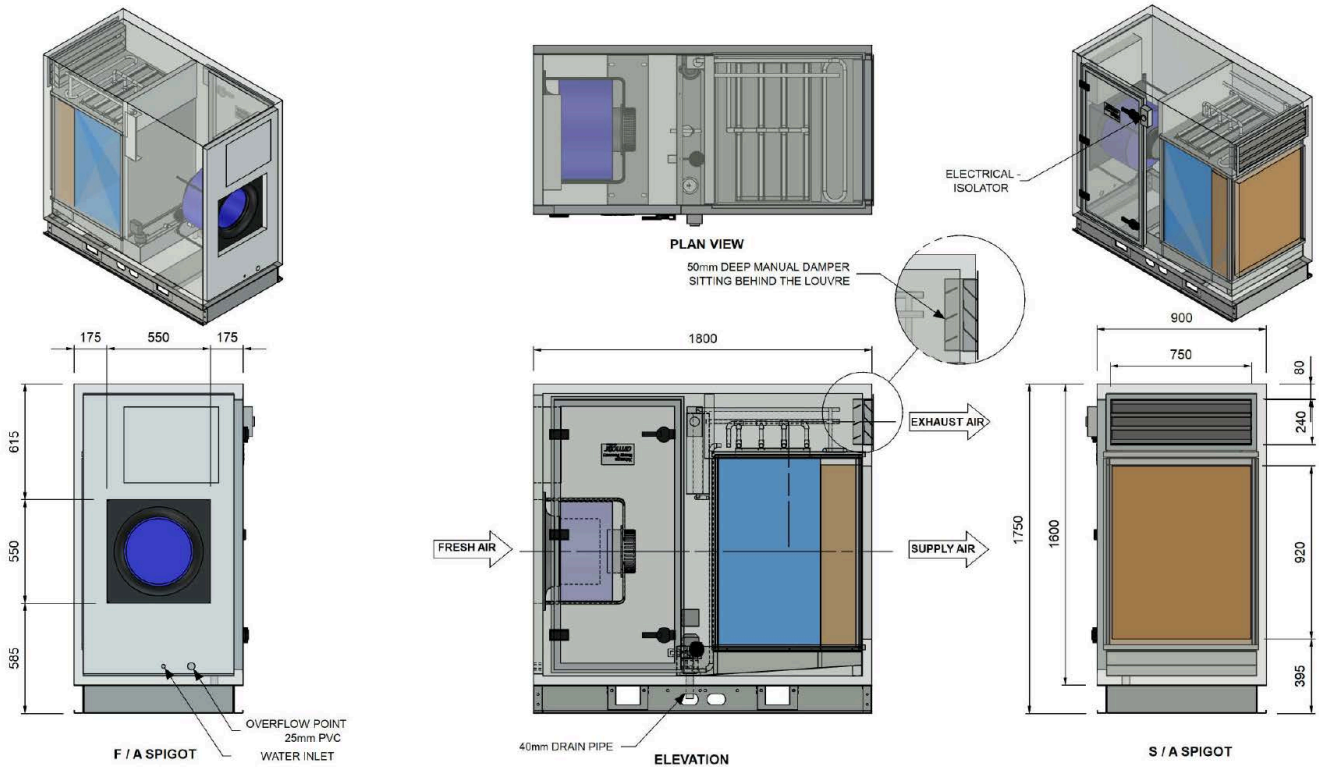 ELECTRICAL -
ISOLATOR
PLAN VIEW
50mm DEEP MANUAL DAMPER
SITTING BEHIND THE LOUVRE
175
550
175
615
550
585
OVERFLOW POINT
25mm PVC
WATER INLET
F / A SPIGOT
1800
EXHAUST AIR
FRESH AIR
SUPPLY AIR
40mm DRAIN PIPE
ELEVATION
900
750
80
240
1750
1600
920
395
S / A SPIGOT